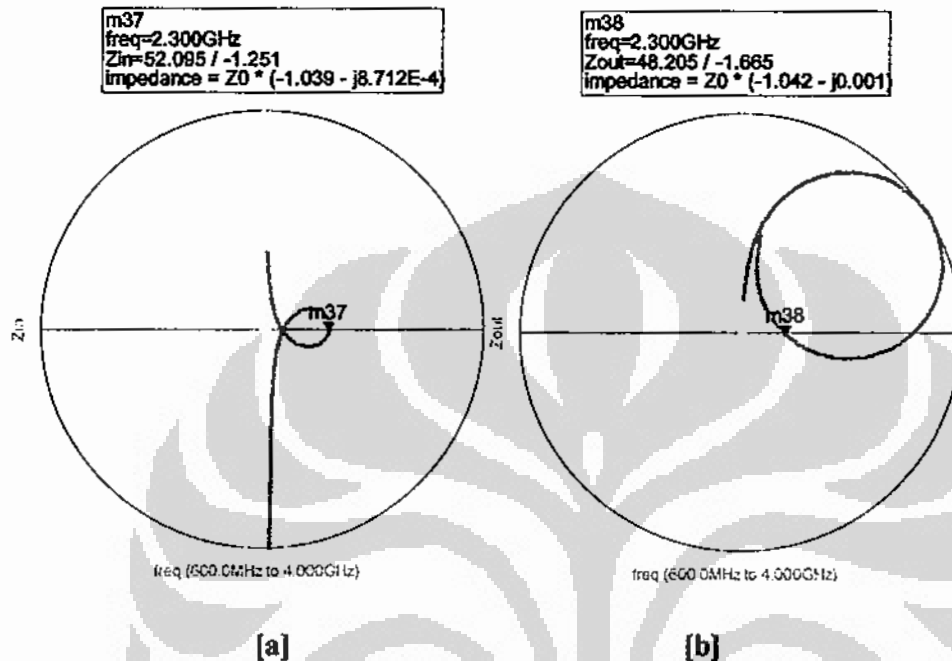 m37
freq=2.300GHz
Zin=52.095 / -1.251
impedance = Z0 * (-1.039 - j8.712E-4)
m38
freq=2.300GHz
Zout=48.205 / -1.665
impedance = Z0 * (-1.042 - j0.001)
Zin
m37
Zout
m38
freq (600.0MHz to 4.000GHz)
freq (600.0MHz to 4.000GHz)
[a]
[b]